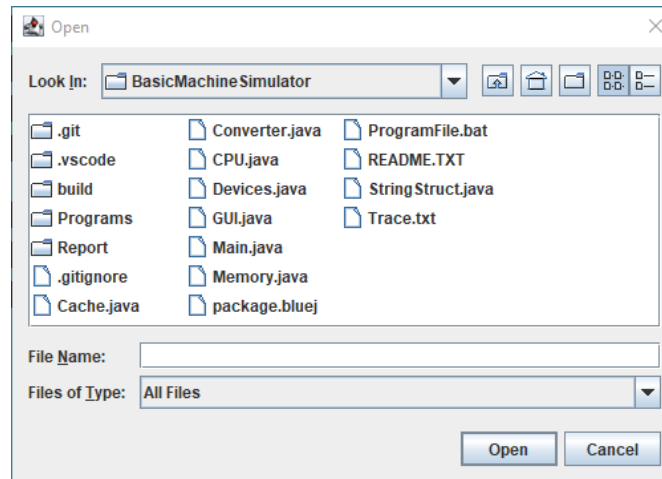 Open
Look In: BasicMachineSimulator
.git Converter.java ProgramFile.bat
.vscode CPU.java README.TXT
build Devices.java StringStruct.java
Programs GUI.java Trace.txt
Report Main.java
.gitignore Memory.java
Cache.java package.bluej
File Name:
Files of Type: All Files
Open Cancel